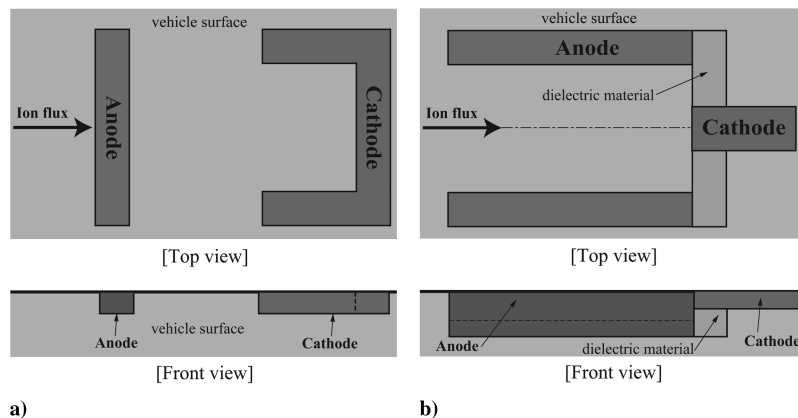 vehicle surface
Ion flux
Anode
Cathode
[Top view]
Anode
vehicle surface
Cathode
[Front view]
a)
vehicle surface
Anode
dielectric material
Ion flux
Cathode
[Top view]
Anode
dielectric material
Cathode
[Front view]
b)